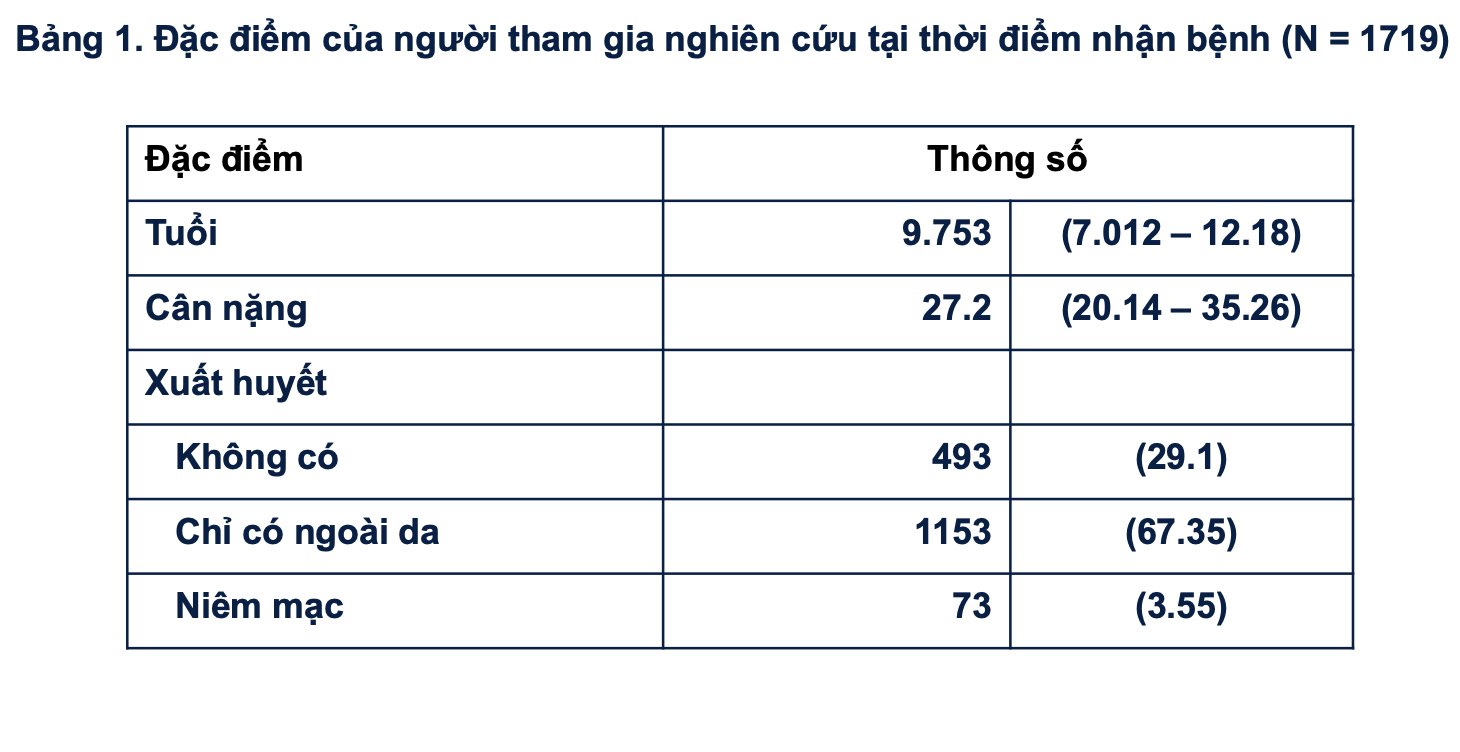 Bảng 1. Đặc điểm của người tham gia nghiên cứu tại thời điểm nhận bệnh (N = 1719)
Đặc điểm Thông số
Tuổi 9.753 (7.012 – 12.18)
Cân nặng 27.2 (20.14 – 35.26)
Xuất huyết
Không có 493 (29.1)
Chỉ có ngoài da 1153 (67.35)
Niêm mạc 73 (3.55)